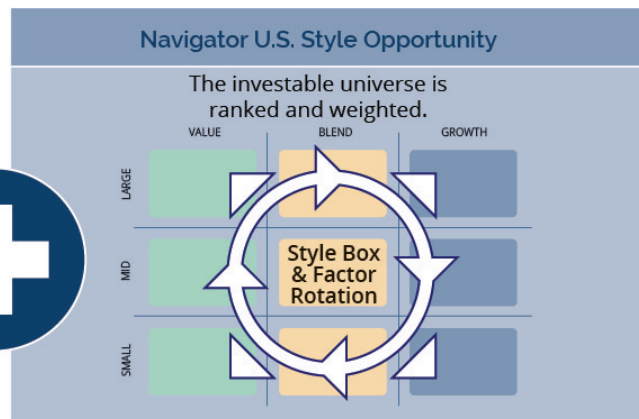 Navigator U.S. Style Opportunity
The investable universe is
ranked and weighted.
VALUE BLEND GROWTH
LARGE
MID
Style Box
& Factor
Rotation
SMALL